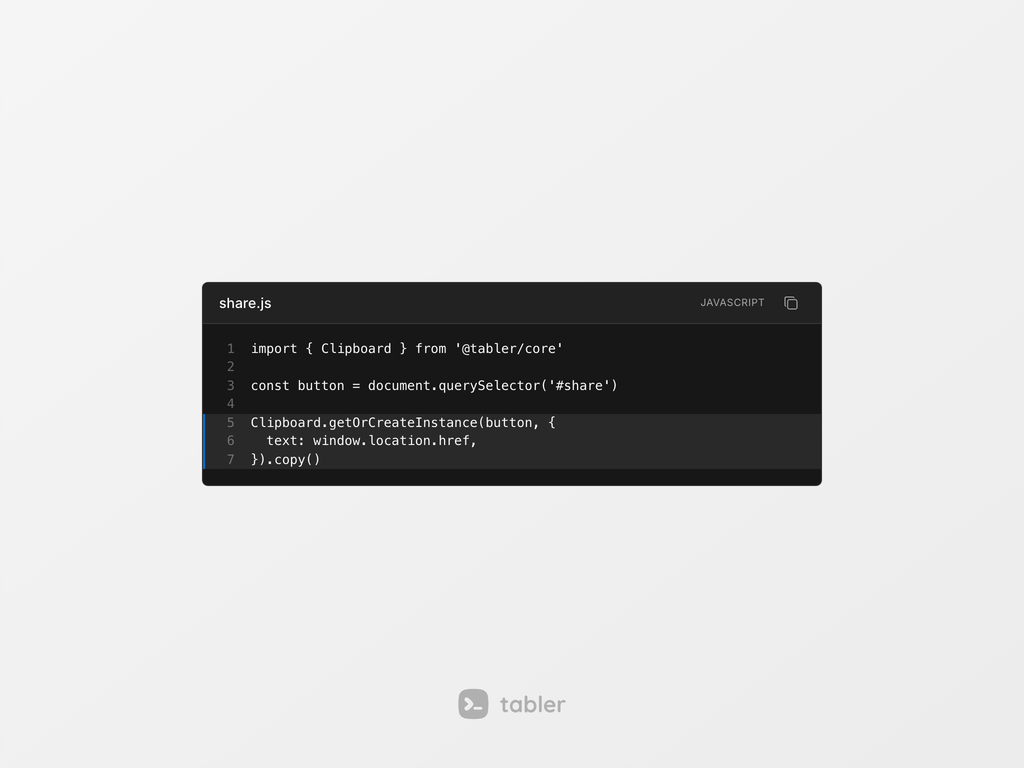 share.js
JAVASCRIPT
1 import { Clipboard } from '@tabler/core'
2
3 const button = document.querySelector('#share')
4
5 Clipboard.getOrCreateInstance(button, {
6   text: window.location.href,
7 }).copy()
tabler